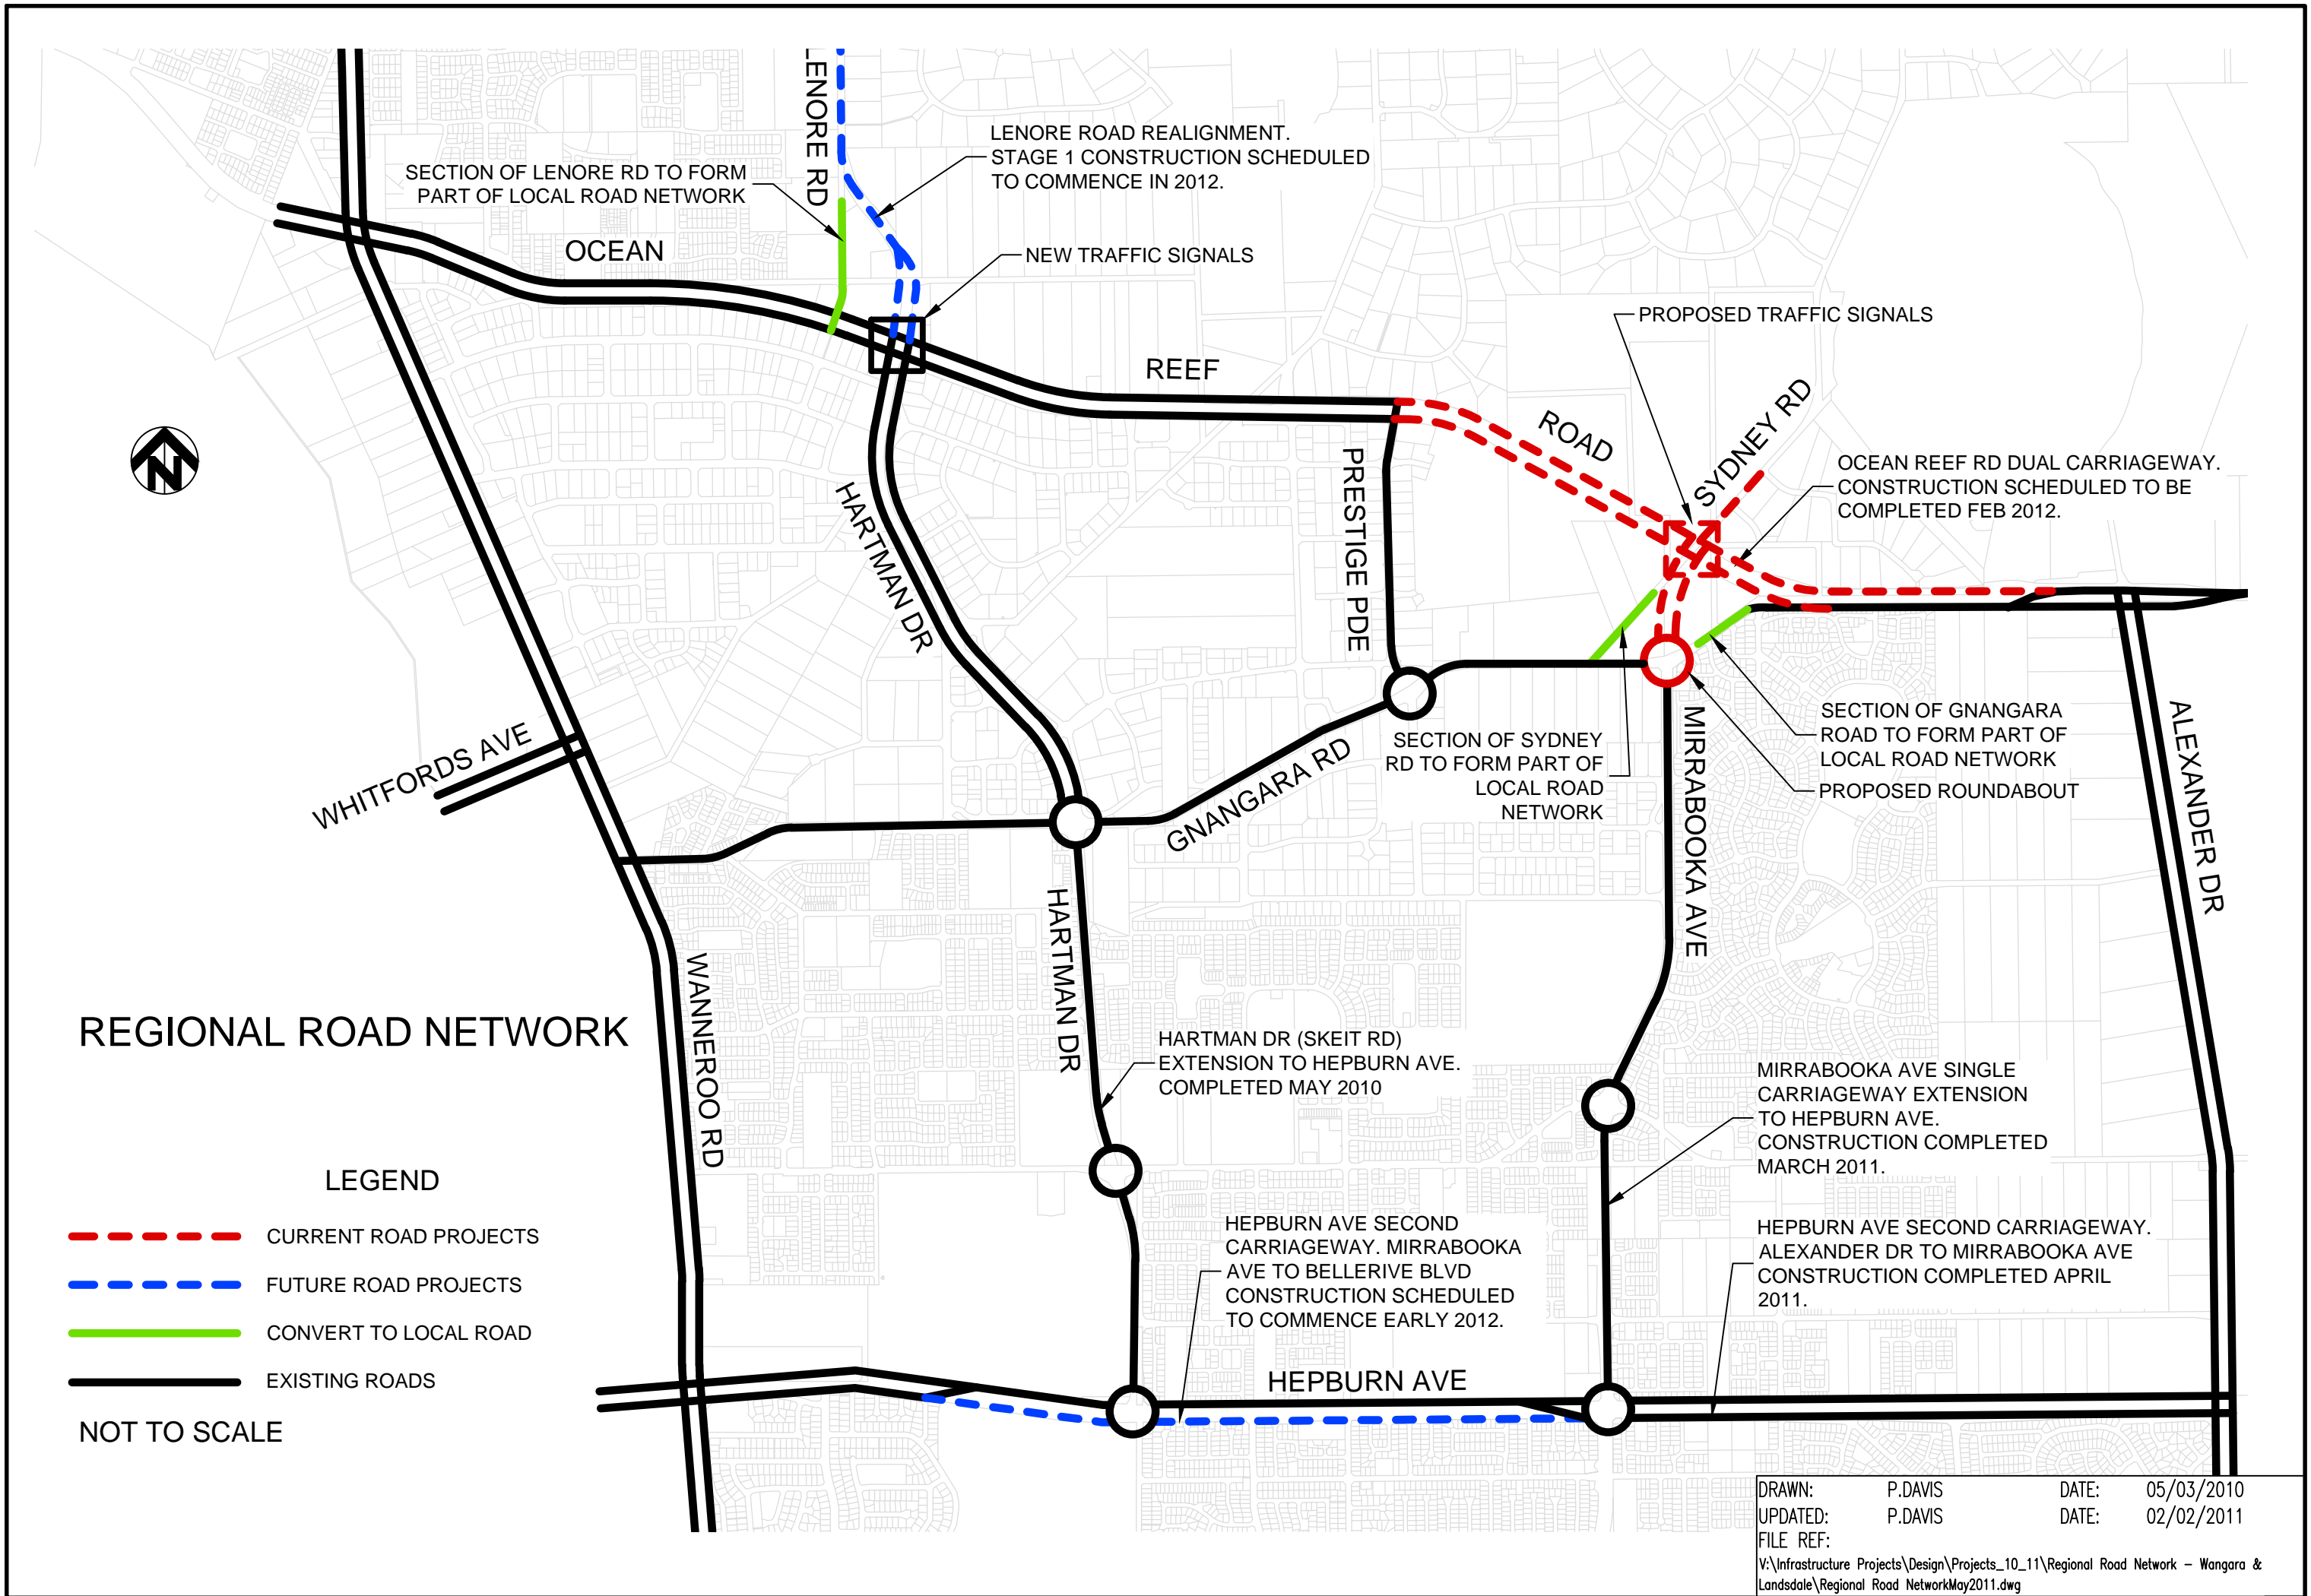 LENORE RD
LENORE ROAD REALIGNMENT.
STAGE 1 CONSTRUCTION SCHEDULED
TO COMMENCE IN 2012.
SECTION OF LENORE RD TO FORM
PART OF LOCAL ROAD NETWORK
OCEAN
NEW TRAFFIC SIGNALS
PROPOSED TRAFFIC SIGNALS
REEF
ROAD
SYDNEY RD
N
OCEAN REEF RD DUAL CARRIAGEWAY.
CONSTRUCTION SCHEDULED TO BE
COMPLETED FEB 2012.
HARTMAN DR
PRESTIGE PDE
WHITFORDS AVE
GNANGARA RD
SECTION OF SYDNEY
RD TO FORM PART OF
LOCAL ROAD
NETWORK
MIRRABOOKA AVE
SECTION OF GNANGARA
ROAD TO FORM PART OF
LOCAL ROAD NETWORK
PROPOSED ROUNDABOUT
ALEXANDER DR
WANNEROO RD
HARTMAN DR
REGIONAL ROAD NETWORK
HARTMAN DR (SKEIT RD)
EXTENSION TO HEPBURN AVE.
COMPLETED MAY 2010
MIRRABOOKA AVE SINGLE
CARRIAGEWAY EXTENSION
TO HEPBURN AVE.
CONSTRUCTION COMPLETED
MARCH 2011.
LEGEND
CURRENT ROAD PROJECTS
FUTURE ROAD PROJECTS
CONVERT TO LOCAL ROAD
EXISTING ROADS
NOT TO SCALE
HEPBURN AVE SECOND
CARRIAGEWAY. MIRRABOOKA
AVE TO BELLERIVE BLVD
CONSTRUCTION SCHEDULED
TO COMMENCE EARLY 2012.
HEPBURN AVE SECOND CARRIAGEWAY.
ALEXANDER DR TO MIRRABOOKA AVE
CONSTRUCTION COMPLETED APRIL
2011.
HEPBURN AVE
DRAWN: P.DAVIS DATE: 05/03/2010
UPDATED: P.DAVIS DATE: 02/02/2011
FILE REF:
V:\Infrastructure Projects\Design\Projects_10_11\Regional Road Network – Wangara &
Landsdale\Regional Road NetworkMay2011.dwg